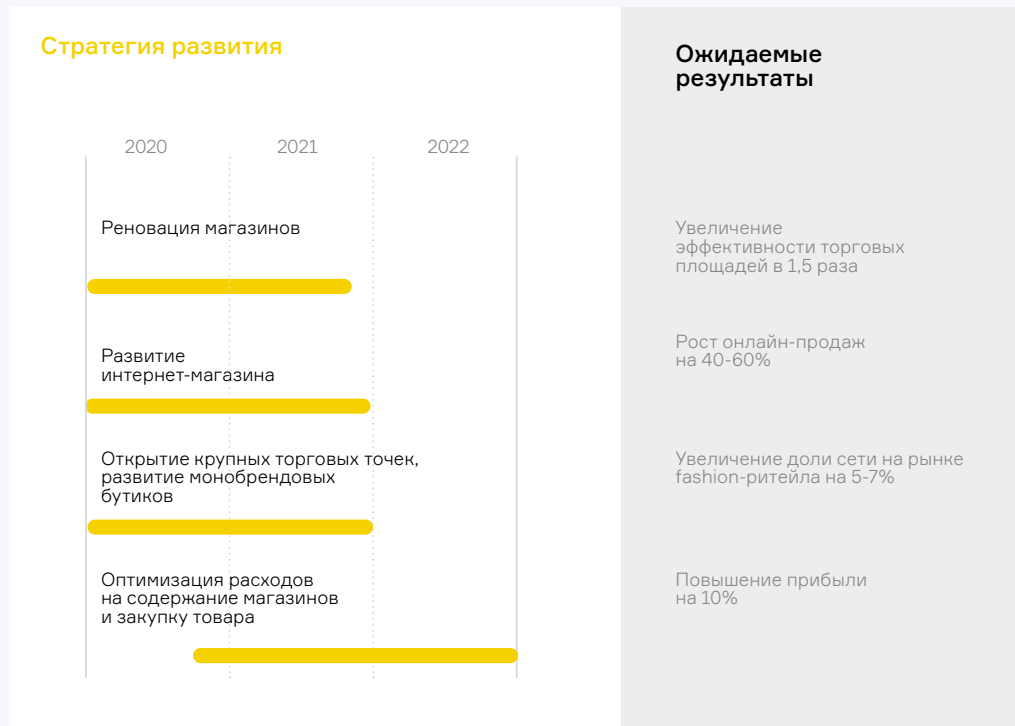 Стратегия развития
Ожидаемые
результаты
2020 2021 2022
Реновация магазинов
Увеличение
эффективности торговых
площадей в 1,5 раза
Развитие
интернет-магазина
Рост онлайн-продаж
на 40-60%
Открытие крупных торговых точек,
развитие монобрендовых
бутиков
Увеличение доли сети на рынке
fashion-ритейла на 5-7%
Оптимизация расходов
на содержание магазинов
и закупку товара
Повышение прибыли
на 10%